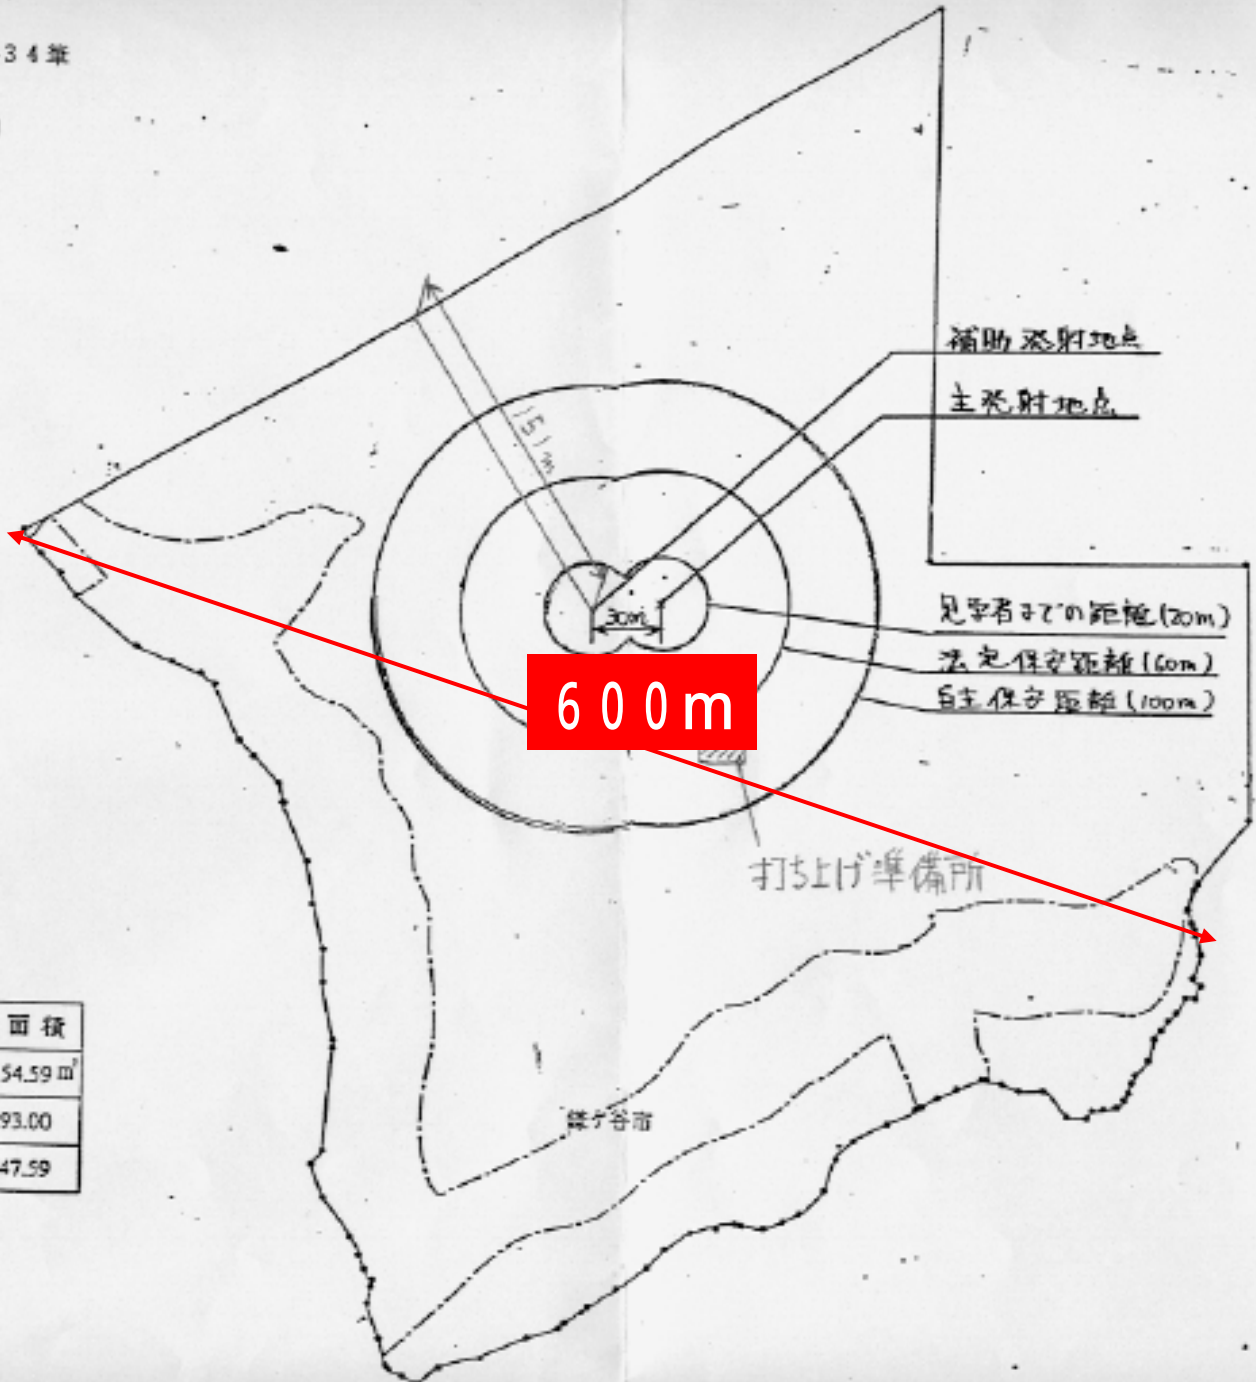 34筆
補助発射地点
主発射地点
151m
30m
見学者までの距離(20m)
法定保安距離(60m)
自主保安距離(100m)
600m
打ち上げ準備所
面積
54.59㎡
93.00
47.59
鎌ケ谷市